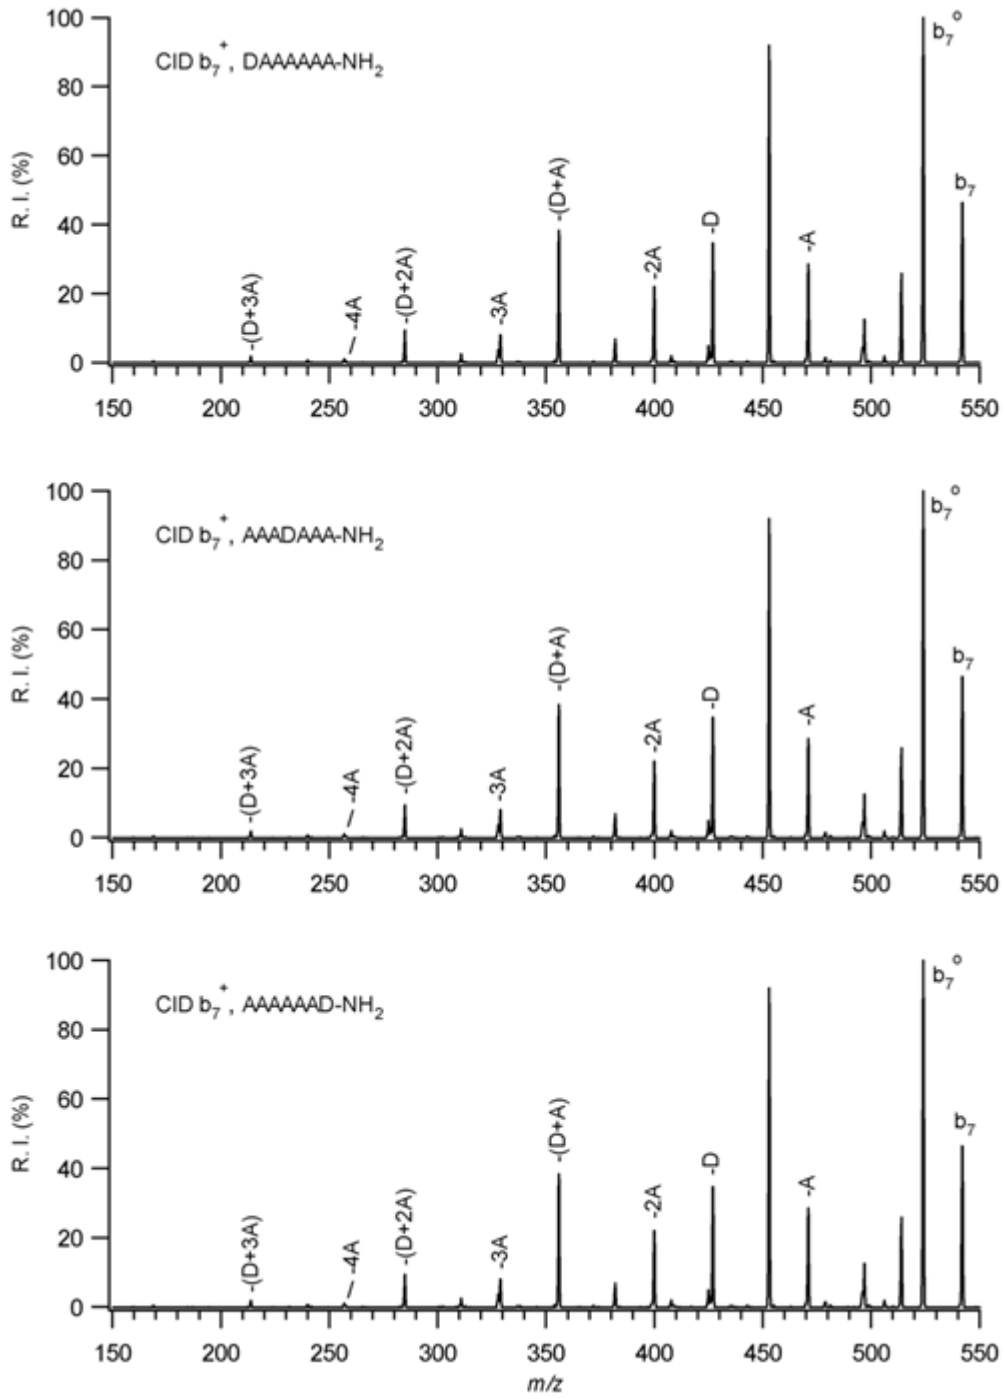 100
80
60
40
20
0
R. I. (%)
CID b7+, DAAAAAA-NH2
-(D+3A)
-4A
-(D+2A)
-3A
-(D+A)
-2A
-D
-A
b7o
b7
150 200 250 300 350 400 450 500 550
100
80
60
40
20
0
R. I. (%)
CID b7+, AAADAAA-NH2
-(D+3A)
-4A
-(D+2A)
-3A
-(D+A)
-2A
-D
-A
b7o
b7
150 200 250 300 350 400 450 500 550
100
80
60
40
20
0
R. I. (%)
CID b7+, AAAAAAD-NH2
-(D+3A)
-4A
-(D+2A)
-3A
-(D+A)
-2A
-D
-A
b7o
b7
150 200 250 300 350 400 450 500 550
m/z